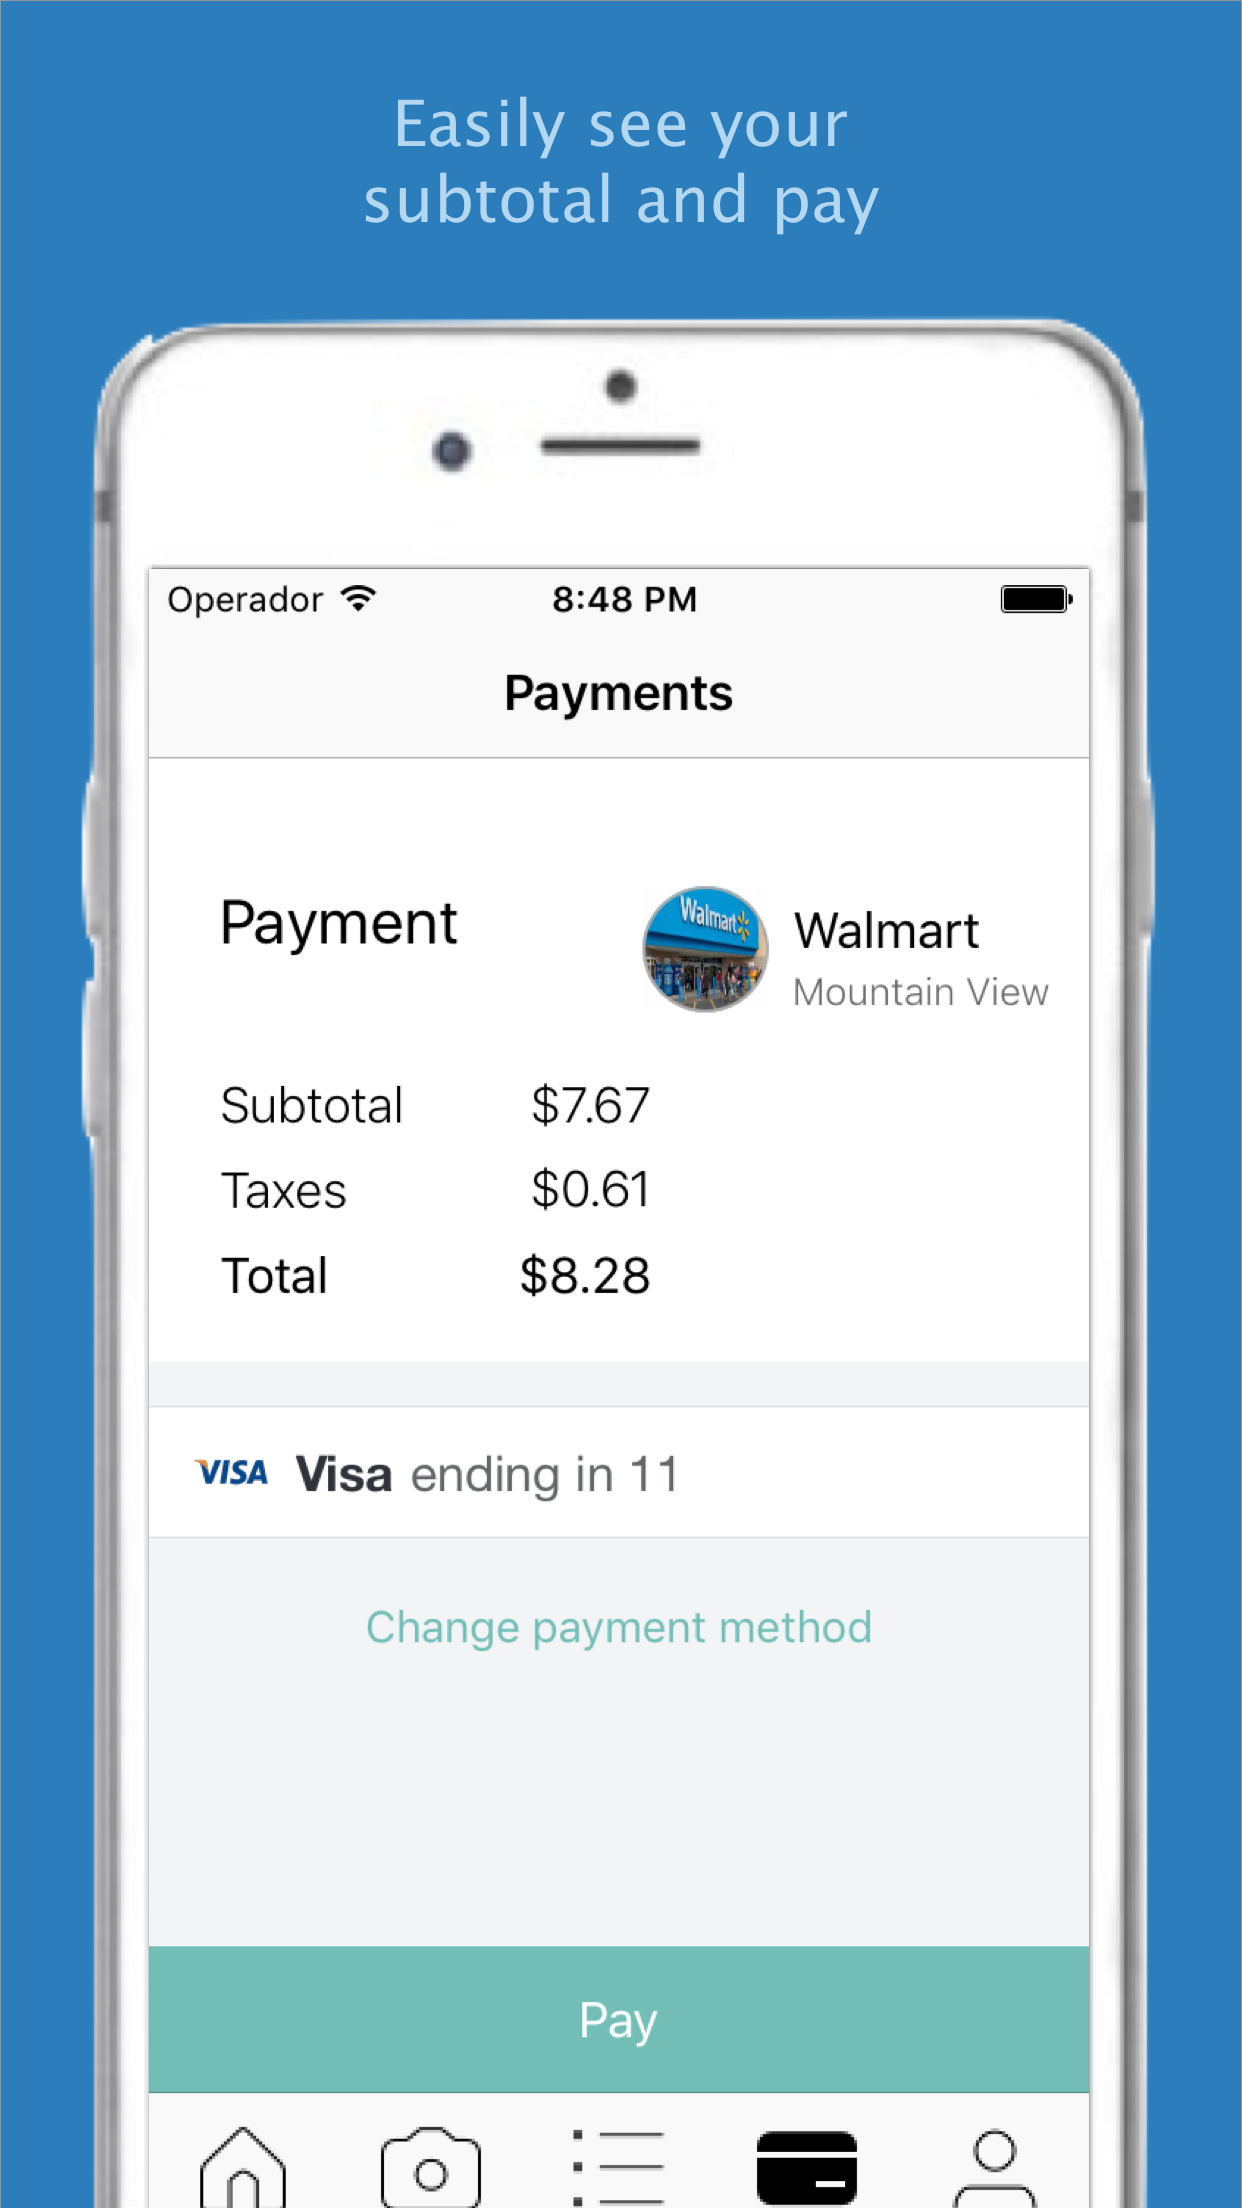 Easily see your
subtotal and pay
Operador 8:48 PM
Payments
Payment
Walmart
Walmart
Mountain View
Subtotal $7.67
Taxes $0.61
Total $8.28
VISA Visa ending in 11
Change payment method
Pay